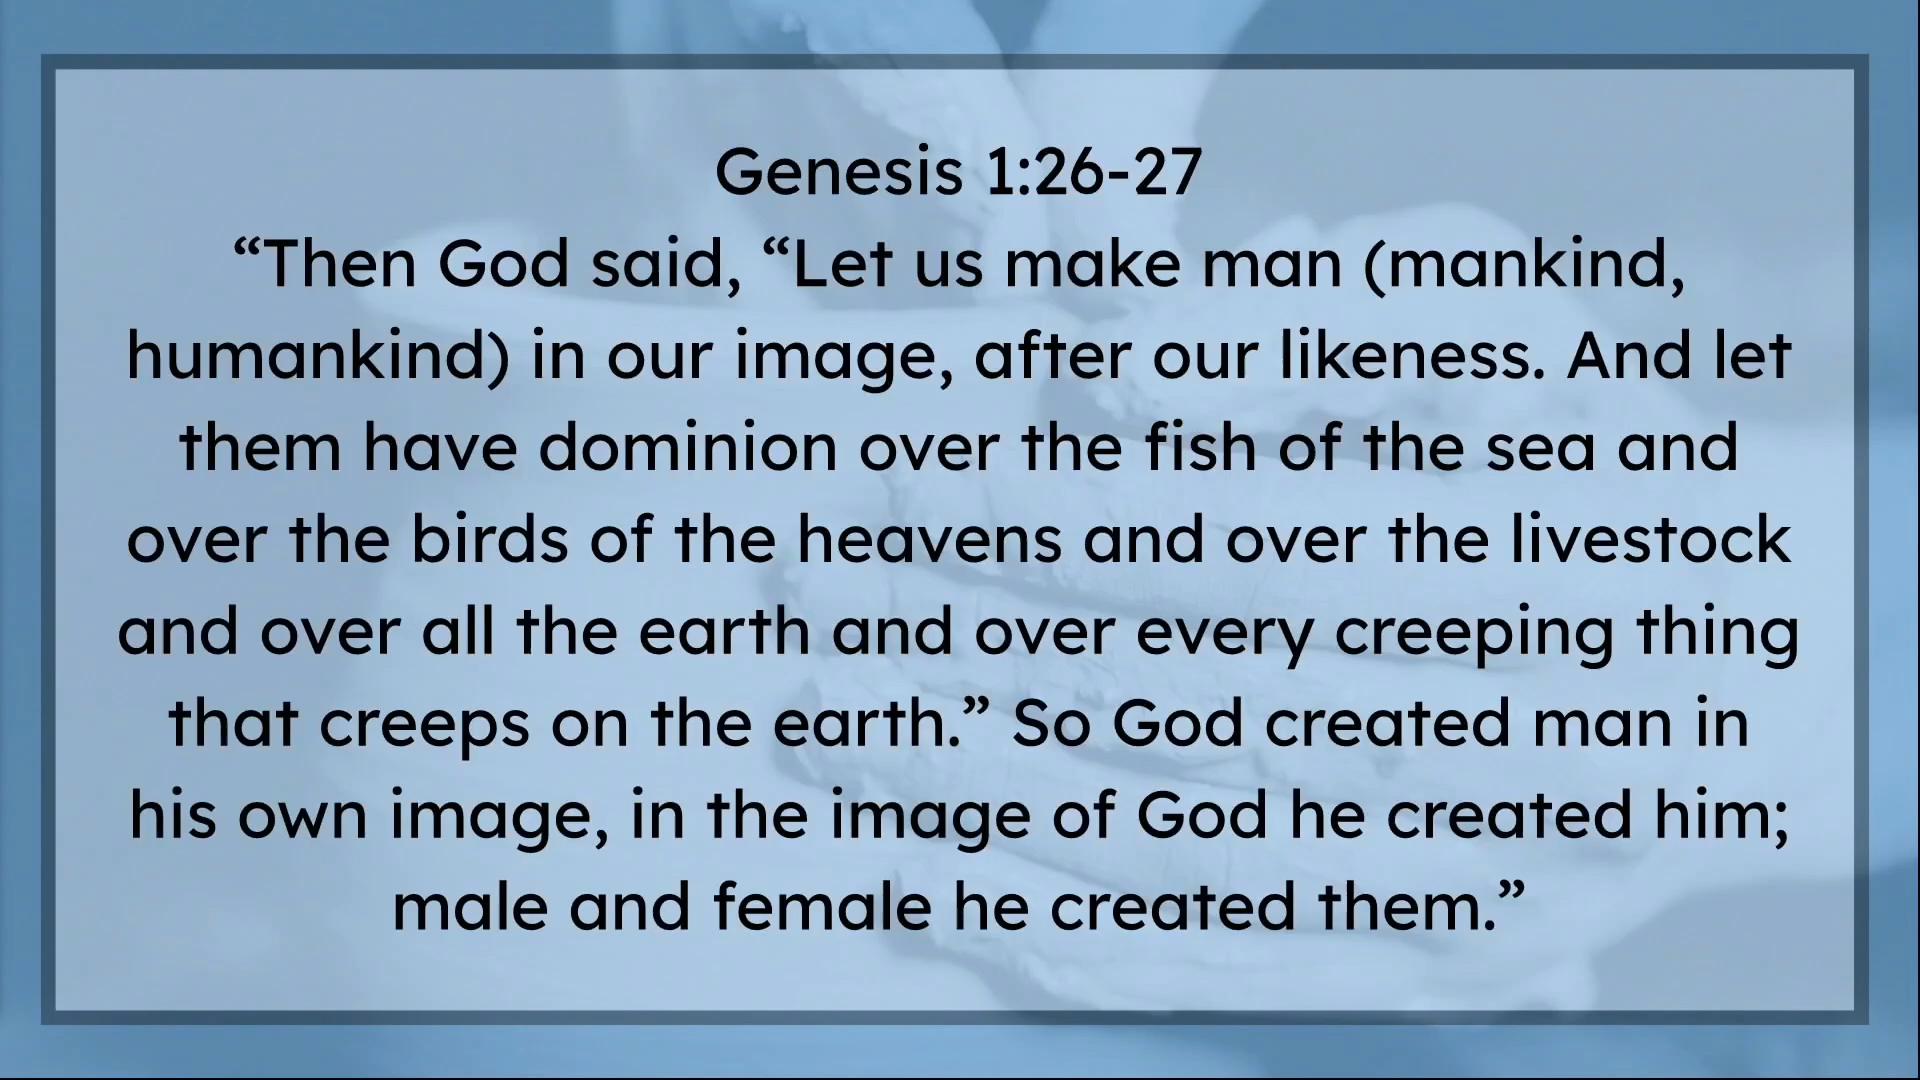 Genesis 1:26-27
“Then God said, “Let us make man (mankind,
humankind) in our image, after our likeness. And let
them have dominion over the fish of the sea and
over the birds of the heavens and over the livestock
and over all the earth and over every creeping thing
that creeps on the earth.” So God created man in
his own image, in the image of God he created him;
male and female he created them.”